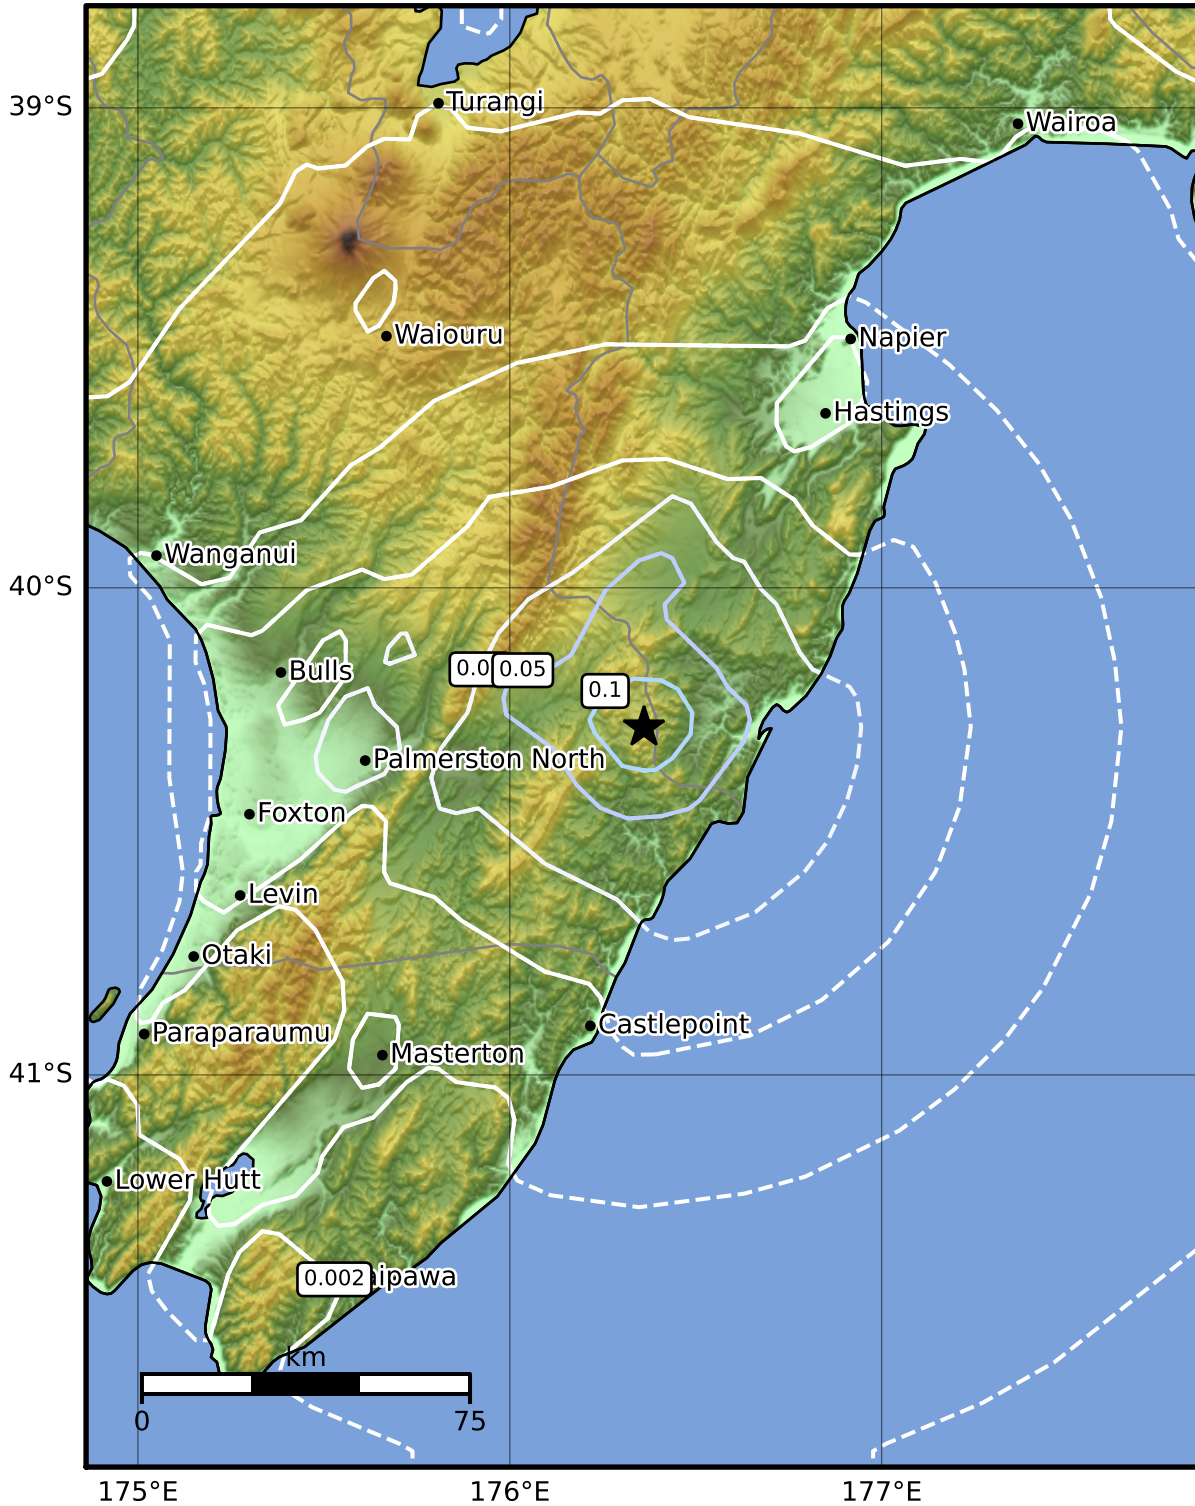 Turangi
39°S
Wairoa
Waiouru
Napier
Hastings
Wanganui
40°S
Bulls
0.05
0.1
Palmerston North
Foxton
Levin
Otaki
Castlepoint
Paraparaumu
Masterton
41°S
Lower Hutt
0.002
km
0
75
175°E
176°E
177°E